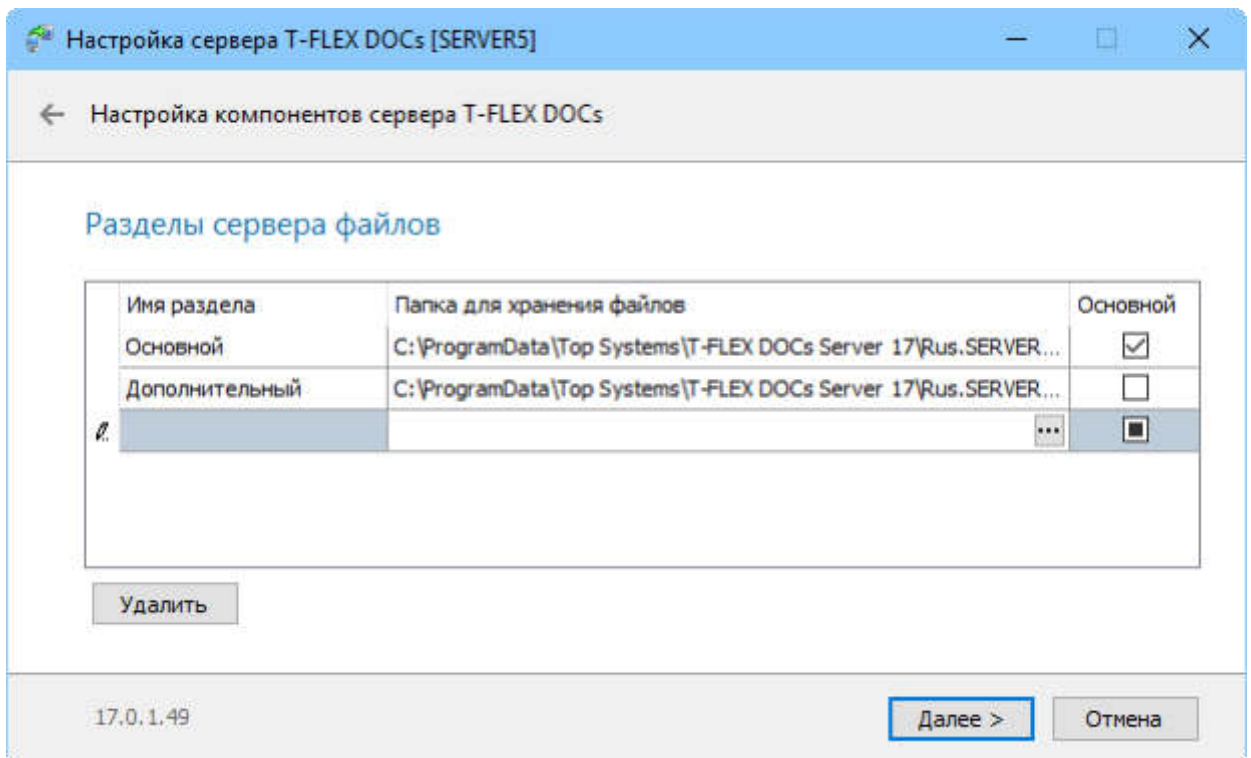 Настройка сервера T-FLEX DOCs [SERVER5]
Настройка компонентов сервера T-FLEX DOCs
Разделы сервера файлов
Имя раздела Папка для хранения файлов Основной
Основной C:\ProgramData\Top Systems\T-FLEX DOCs Server 17\Rus.SERVER...
Дополнительный C:\ProgramData\Top Systems\T-FLEX DOCs Server 17\Rus.SERVER...
...
Удалить
17.0.1.49 Далее > Отмена